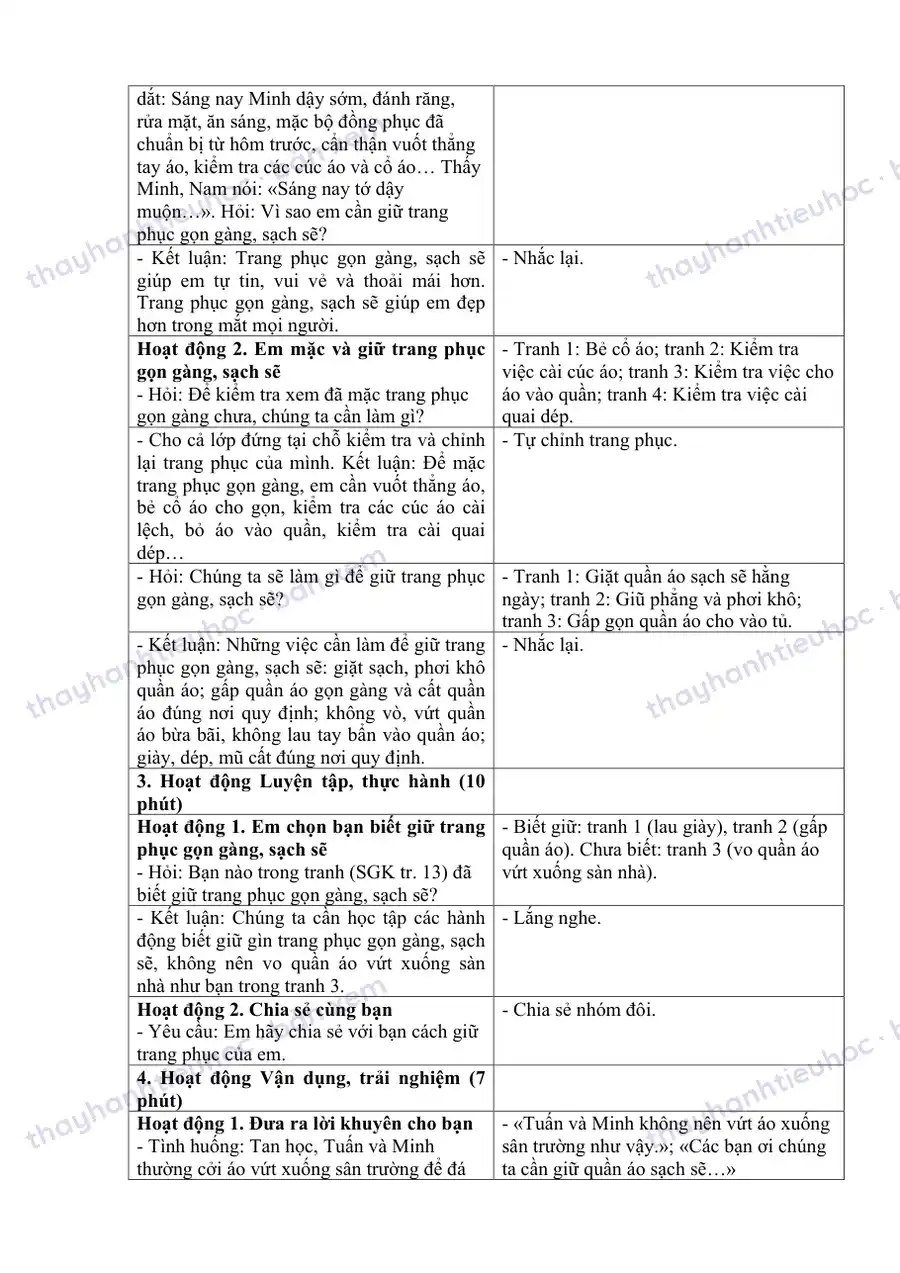 dắt: Sáng nay Minh dậy sớm, đánh răng,
rửa mặt, ăn sáng, mặc bộ đồng phục đã
chuẩn bị từ hôm trước, cẩn thận vuốt thẳng
tay áo, kiểm tra các cúc áo và cổ áo… Thấy
Minh, Nam nói: «Sáng nay tớ dậy
muộn…». Hỏi: Vì sao em cần giữ trang
phục gọn gàng, sạch sẽ?
- Kết luận: Trang phục gọn gàng, sạch sẽ
giúp em tự tin, vui vẻ và thoải mái hơn.
Trang phục gọn gàng, sạch sẽ giúp em đẹp
hơn trong mắt mọi người.
- Nhắc lại.
Hoạt động 2. Em mặc và giữ trang phục
gọn gàng, sạch sẽ
- Hỏi: Để kiểm tra xem đã mặc trang phục
gọn gàng chưa, chúng ta cần làm gì?
- Tranh 1: Bẻ cổ áo; tranh 2: Kiểm tra
việc cài cúc áo; tranh 3: Kiểm tra việc cho
áo vào quần; tranh 4: Kiểm tra việc cài
quai dép.
- Cho cả lớp đứng tại chỗ kiểm tra và chỉnh
lại trang phục của mình. Kết luận: Để mặc
trang phục gọn gàng, em cần vuốt thẳng áo,
bẻ cổ áo cho gọn, kiểm tra các cúc áo cài
lệch, bỏ áo vào quần, kiểm tra cài quai
dép…
- Tự chỉnh trang phục.
- Hỏi: Chúng ta sẽ làm gì để giữ trang phục
gọn gàng, sạch sẽ?
- Tranh 1: Giặt quần áo sạch sẽ hằng
ngày; tranh 2: Giũ phẳng và phơi khô;
tranh 3: Gấp gọn quần áo cho vào tủ.
- Kết luận: Những việc cần làm để giữ trang
phục gọn gàng, sạch sẽ: giặt sạch, phơi khô
quần áo; gấp quần áo gọn gàng và cất quần
áo đúng nơi quy định; không vò, vứt quần
áo bừa bãi, không lau tay bẩn vào quần áo;
giày, dép, mũ cất đúng nơi quy định.
- Nhắc lại.
3. Hoạt động Luyện tập, thực hành (10
phút)
Hoạt động 1. Em chọn bạn biết giữ trang
phục gọn gàng, sạch sẽ
- Hỏi: Bạn nào trong tranh (SGK tr. 13) đã
biết giữ trang phục gọn gàng, sạch sẽ?
- Biết giữ: tranh 1 (lau giày), tranh 2 (gấp
quần áo). Chưa biết: tranh 3 (vo quần áo
vứt xuống sàn nhà).
- Kết luận: Chúng ta cần học tập các hành
động biết giữ gìn trang phục gọn gàng, sạch
sẽ, không nên vo quần áo vứt xuống sàn
nhà như bạn trong tranh 3.
- Lắng nghe.
Hoạt động 2. Chia sẻ cùng bạn
- Yêu cầu: Em hãy chia sẻ với bạn cách giữ
trang phục của em.
- Chia sẻ nhóm đôi.
4. Hoạt động Vận dụng, trải nghiệm (7
phút)
Hoạt động 1. Đưa ra lời khuyên cho bạn
- Tình huống: Tan học, Tuấn và Minh
thường cởi áo vứt xuống sân trường để đá
- «Tuấn và Minh không nên vứt áo xuống
sân trường như vậy.»; «Các bạn ơi chúng
ta cần giữ quần áo sạch sẽ…»
thayhanhtieuhoc · bản xem
thayhanhtieuhoc · b
thayhanhtieuhoc · bản xem
thayhanhtieuhoc · b
thayhanhtieuhoc · bản xem
thayhanhtieuhoc · b